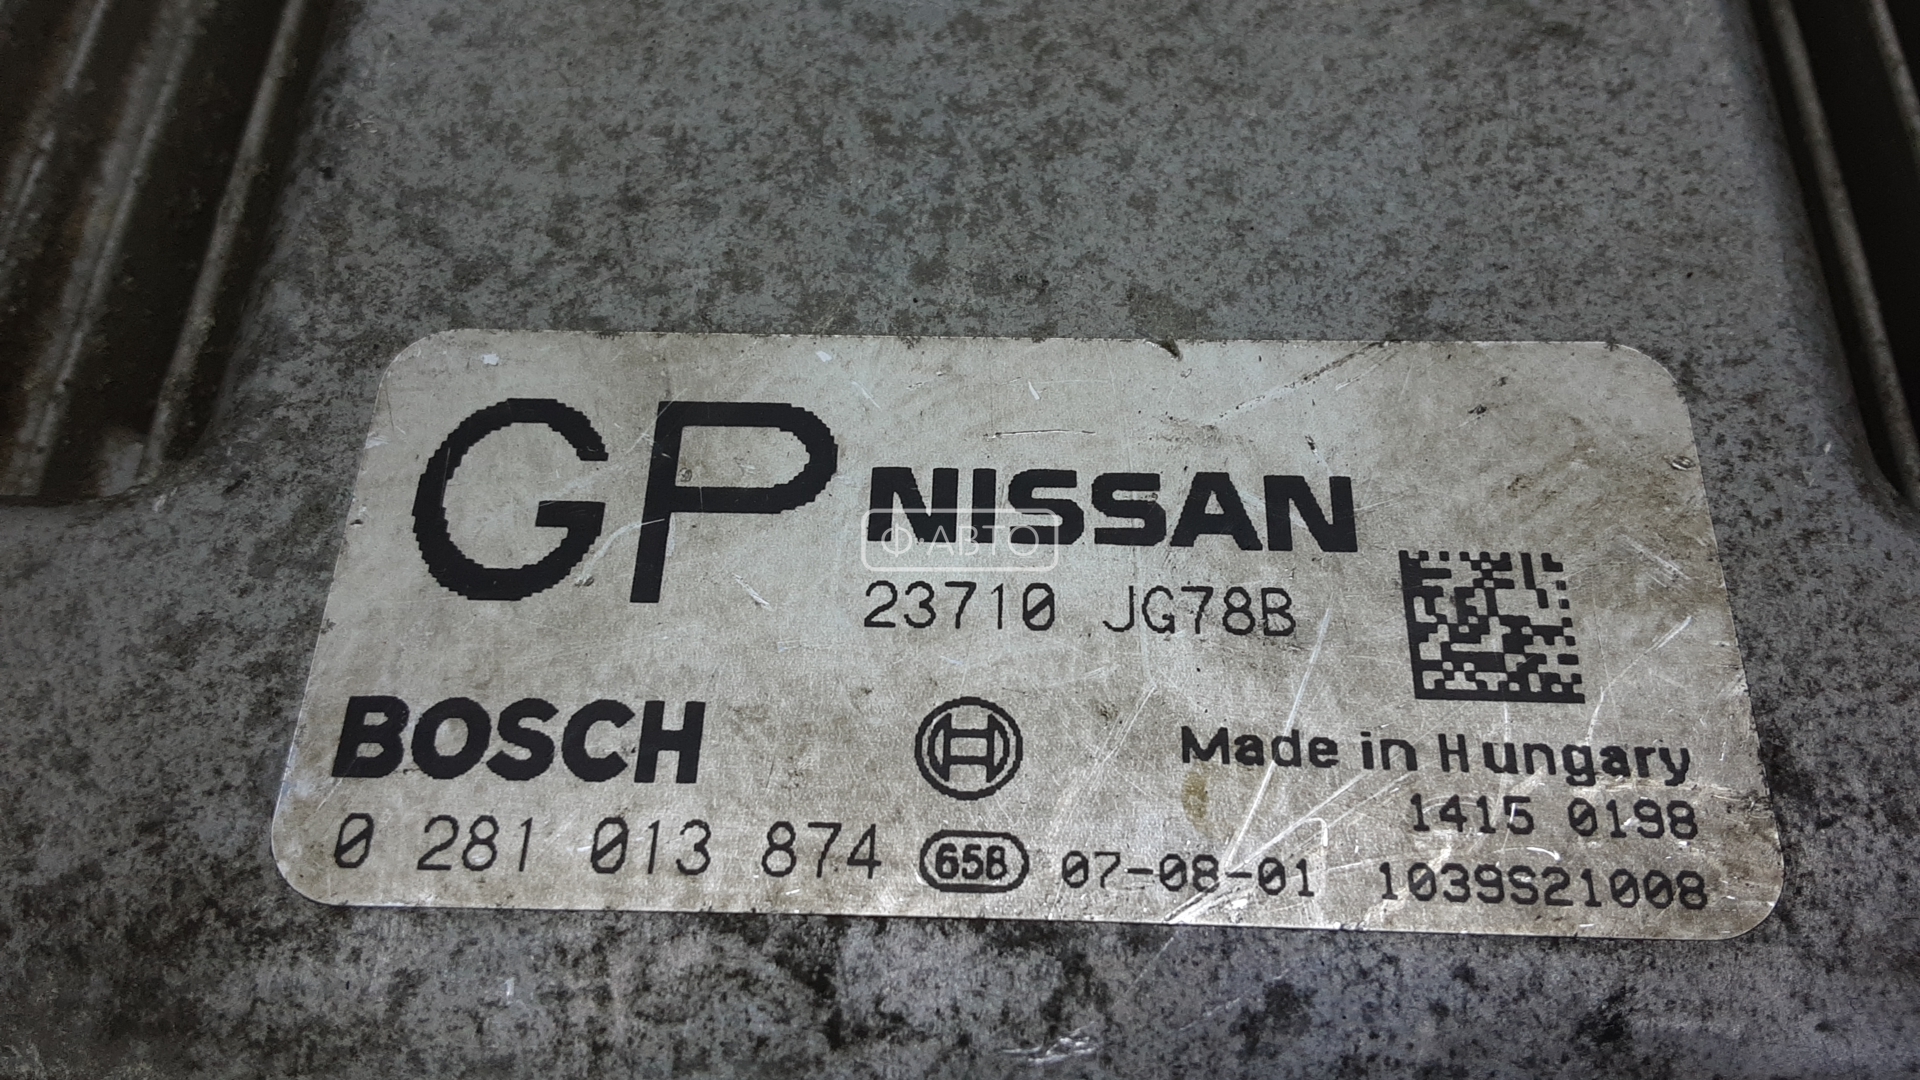 GP NISSAN
Ф·АВТО
23710 JG78B
BOSCH
Made in Hungary
1415 0198
0 281 013 874 658 07-08-01 1039S21008